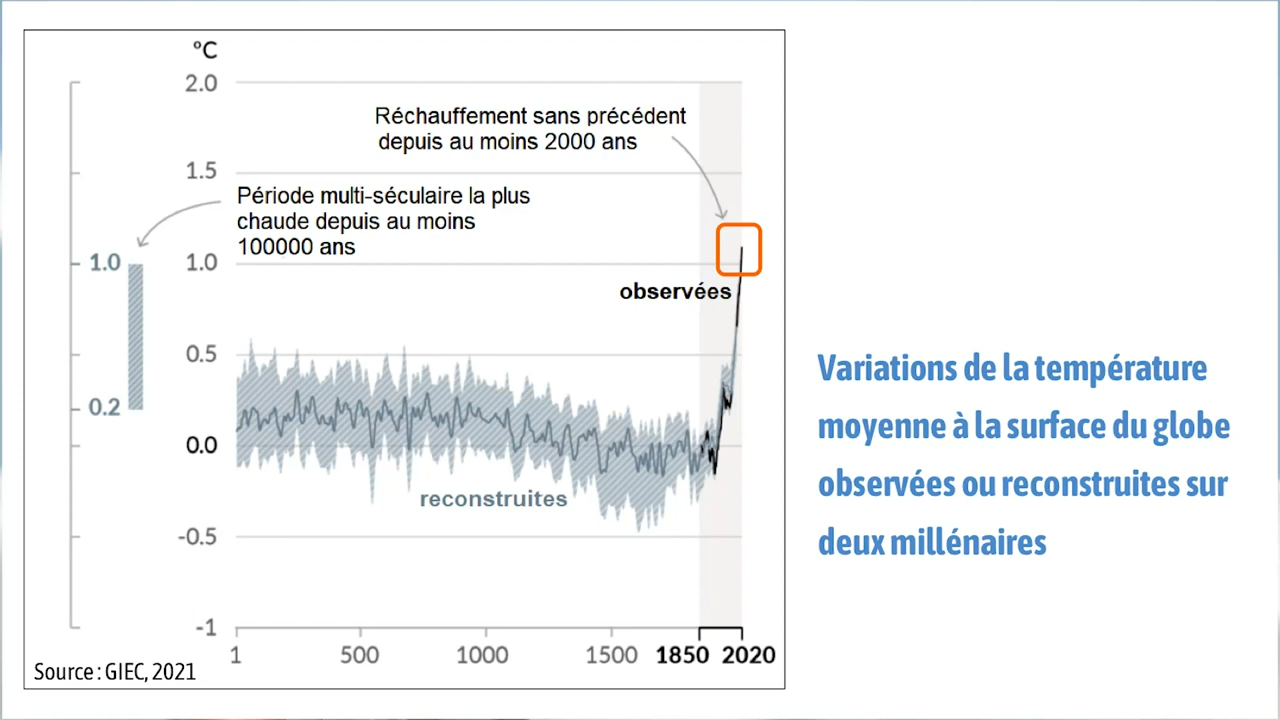 °C
2.0
Réchauffement sans précédent
depuis au moins 2000 ans
1.5
Période multi-séculaire la plus
chaude depuis au moins
100000 ans
1.0
1.0
observées
0.5
0.2
0.0
reconstruites
-0.5
-1
1
500
1000
1500
1850
2020
Source : GIEC, 2021
Variations de la température
moyenne à la surface du globe
observées ou reconstruites sur
deux millénaires